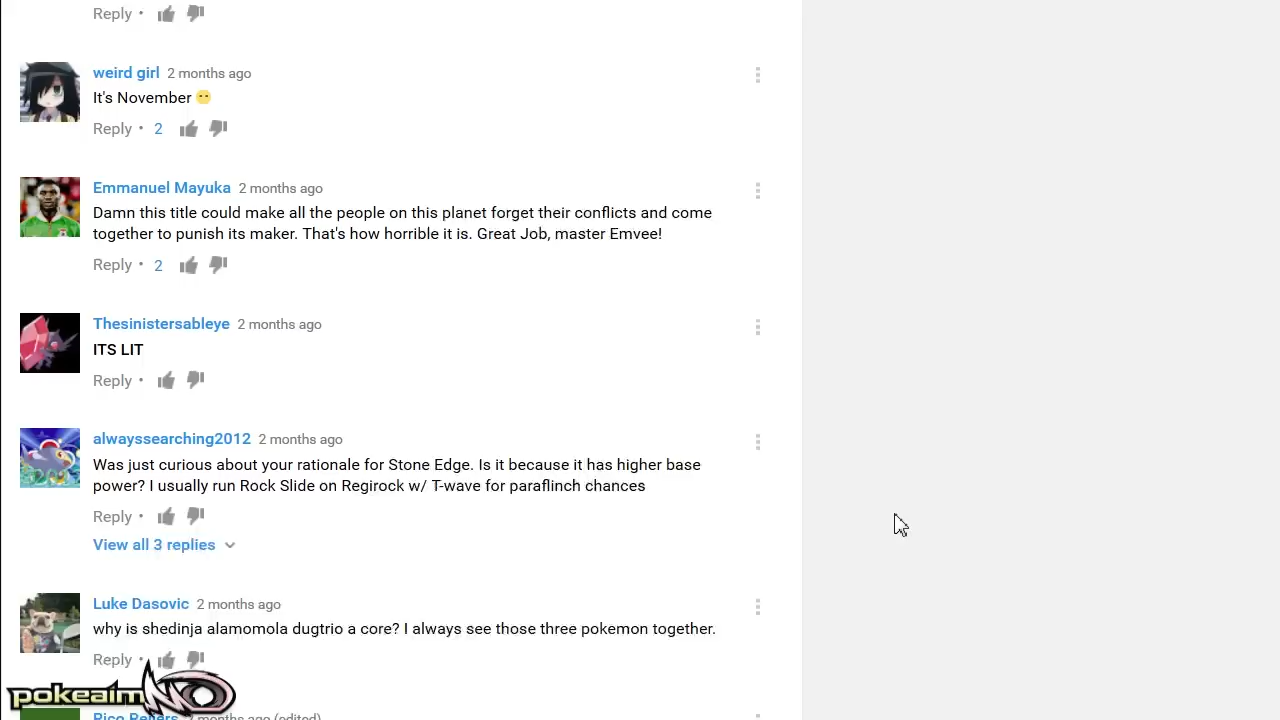 Reply •
weird girl 2 months ago
It's November 😶
Reply • 2
Emmanuel Mayuka 2 months ago
Damn this title could make all the people on this planet forget their conflicts and come
together to punish its maker. That's how horrible it is. Great Job, master Emvee!
Reply • 2
Thesinistersableye 2 months ago
ITS LIT
Reply •
alwayssearching2012 2 months ago
Was just curious about your rationale for Stone Edge. Is it because it has higher base
power? I usually run Rock Slide on Regirock w/ T-wave for paraflinch chances
Reply •
View all 3 replies
Luke Dasovic 2 months ago
why is shedinja alamomola dugtrio a core? I always see those three pokemon together.
Reply •
pokeaimMD
2 months ago (edited)